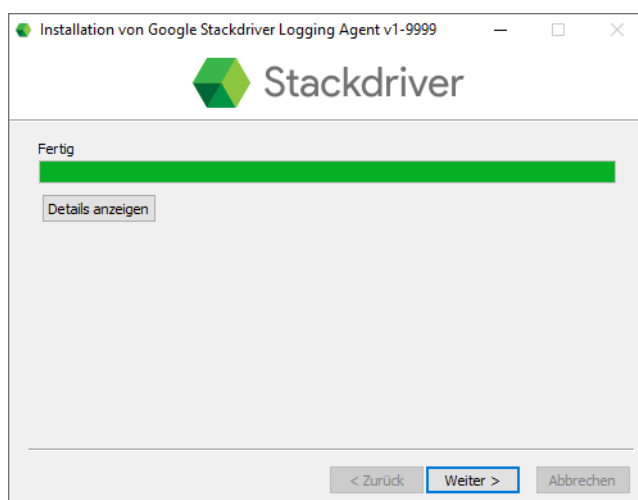 Installation von Google Stackdriver Logging Agent v1-9999
Stackdriver
Fertig
Details anzeigen
< Zurück Weiter > Abbrechen